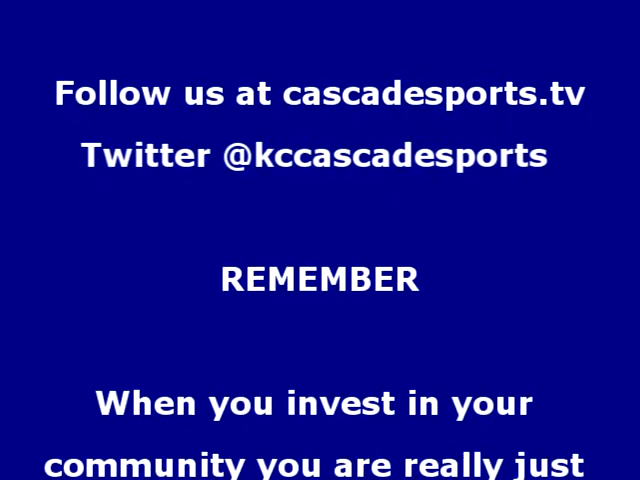 Follow us at cascadesports.tv
Twitter @kccascadesports
REMEMBER
When you invest in your
community you are really just